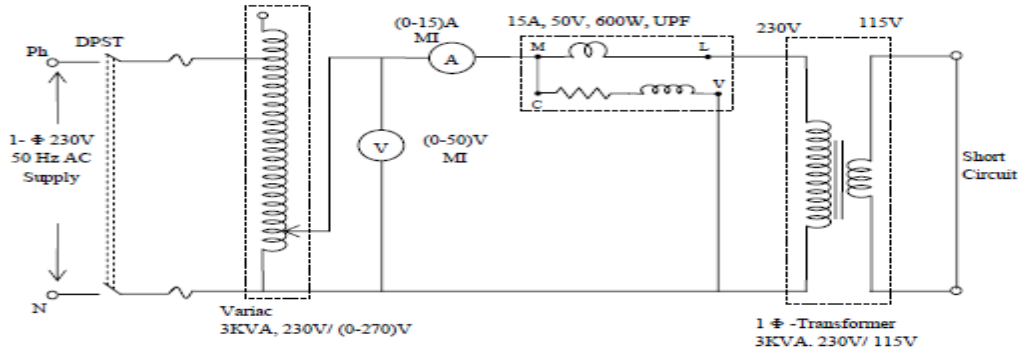 (0-15)A
MI
15A, 50V, 600W, UPF
230V
115V
DPST
Ph
A
M
L
C
V
1- Φ 230V
50 Hz AC
Supply
V
(0-50)V
MI
Short
Circuit
N
Variac
3KVA, 230V/ (0-270)V
1 Φ -Transformer
3KVA. 230V/ 115V